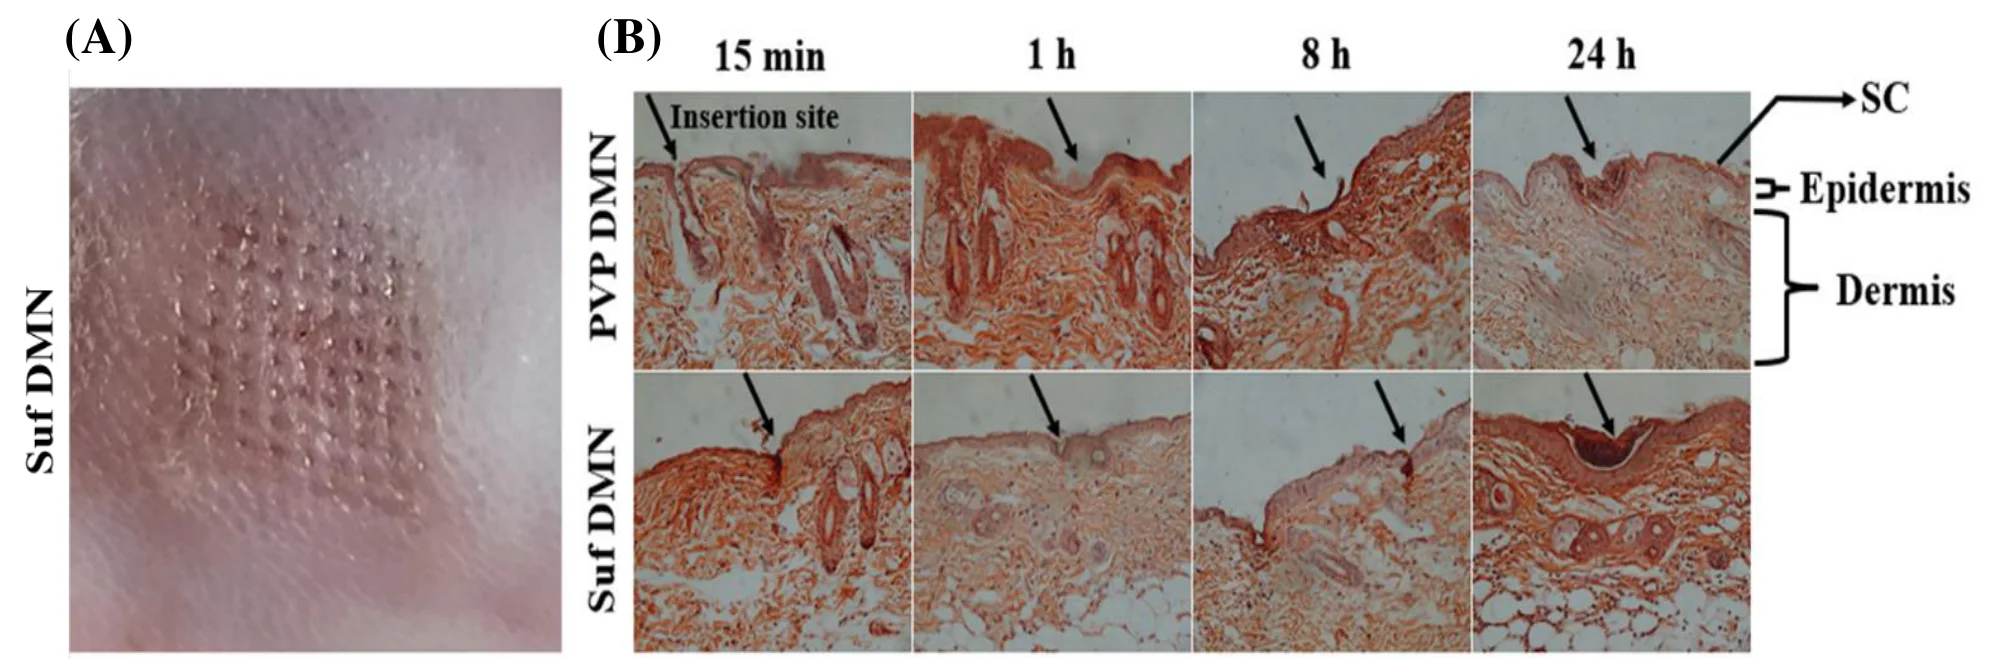 (A)
(B)
15 min
1 h
8 h
24 h
Insertion site
SC
Epidermis
Dermis
PVP DMN
Suf DMN
Suf DMN